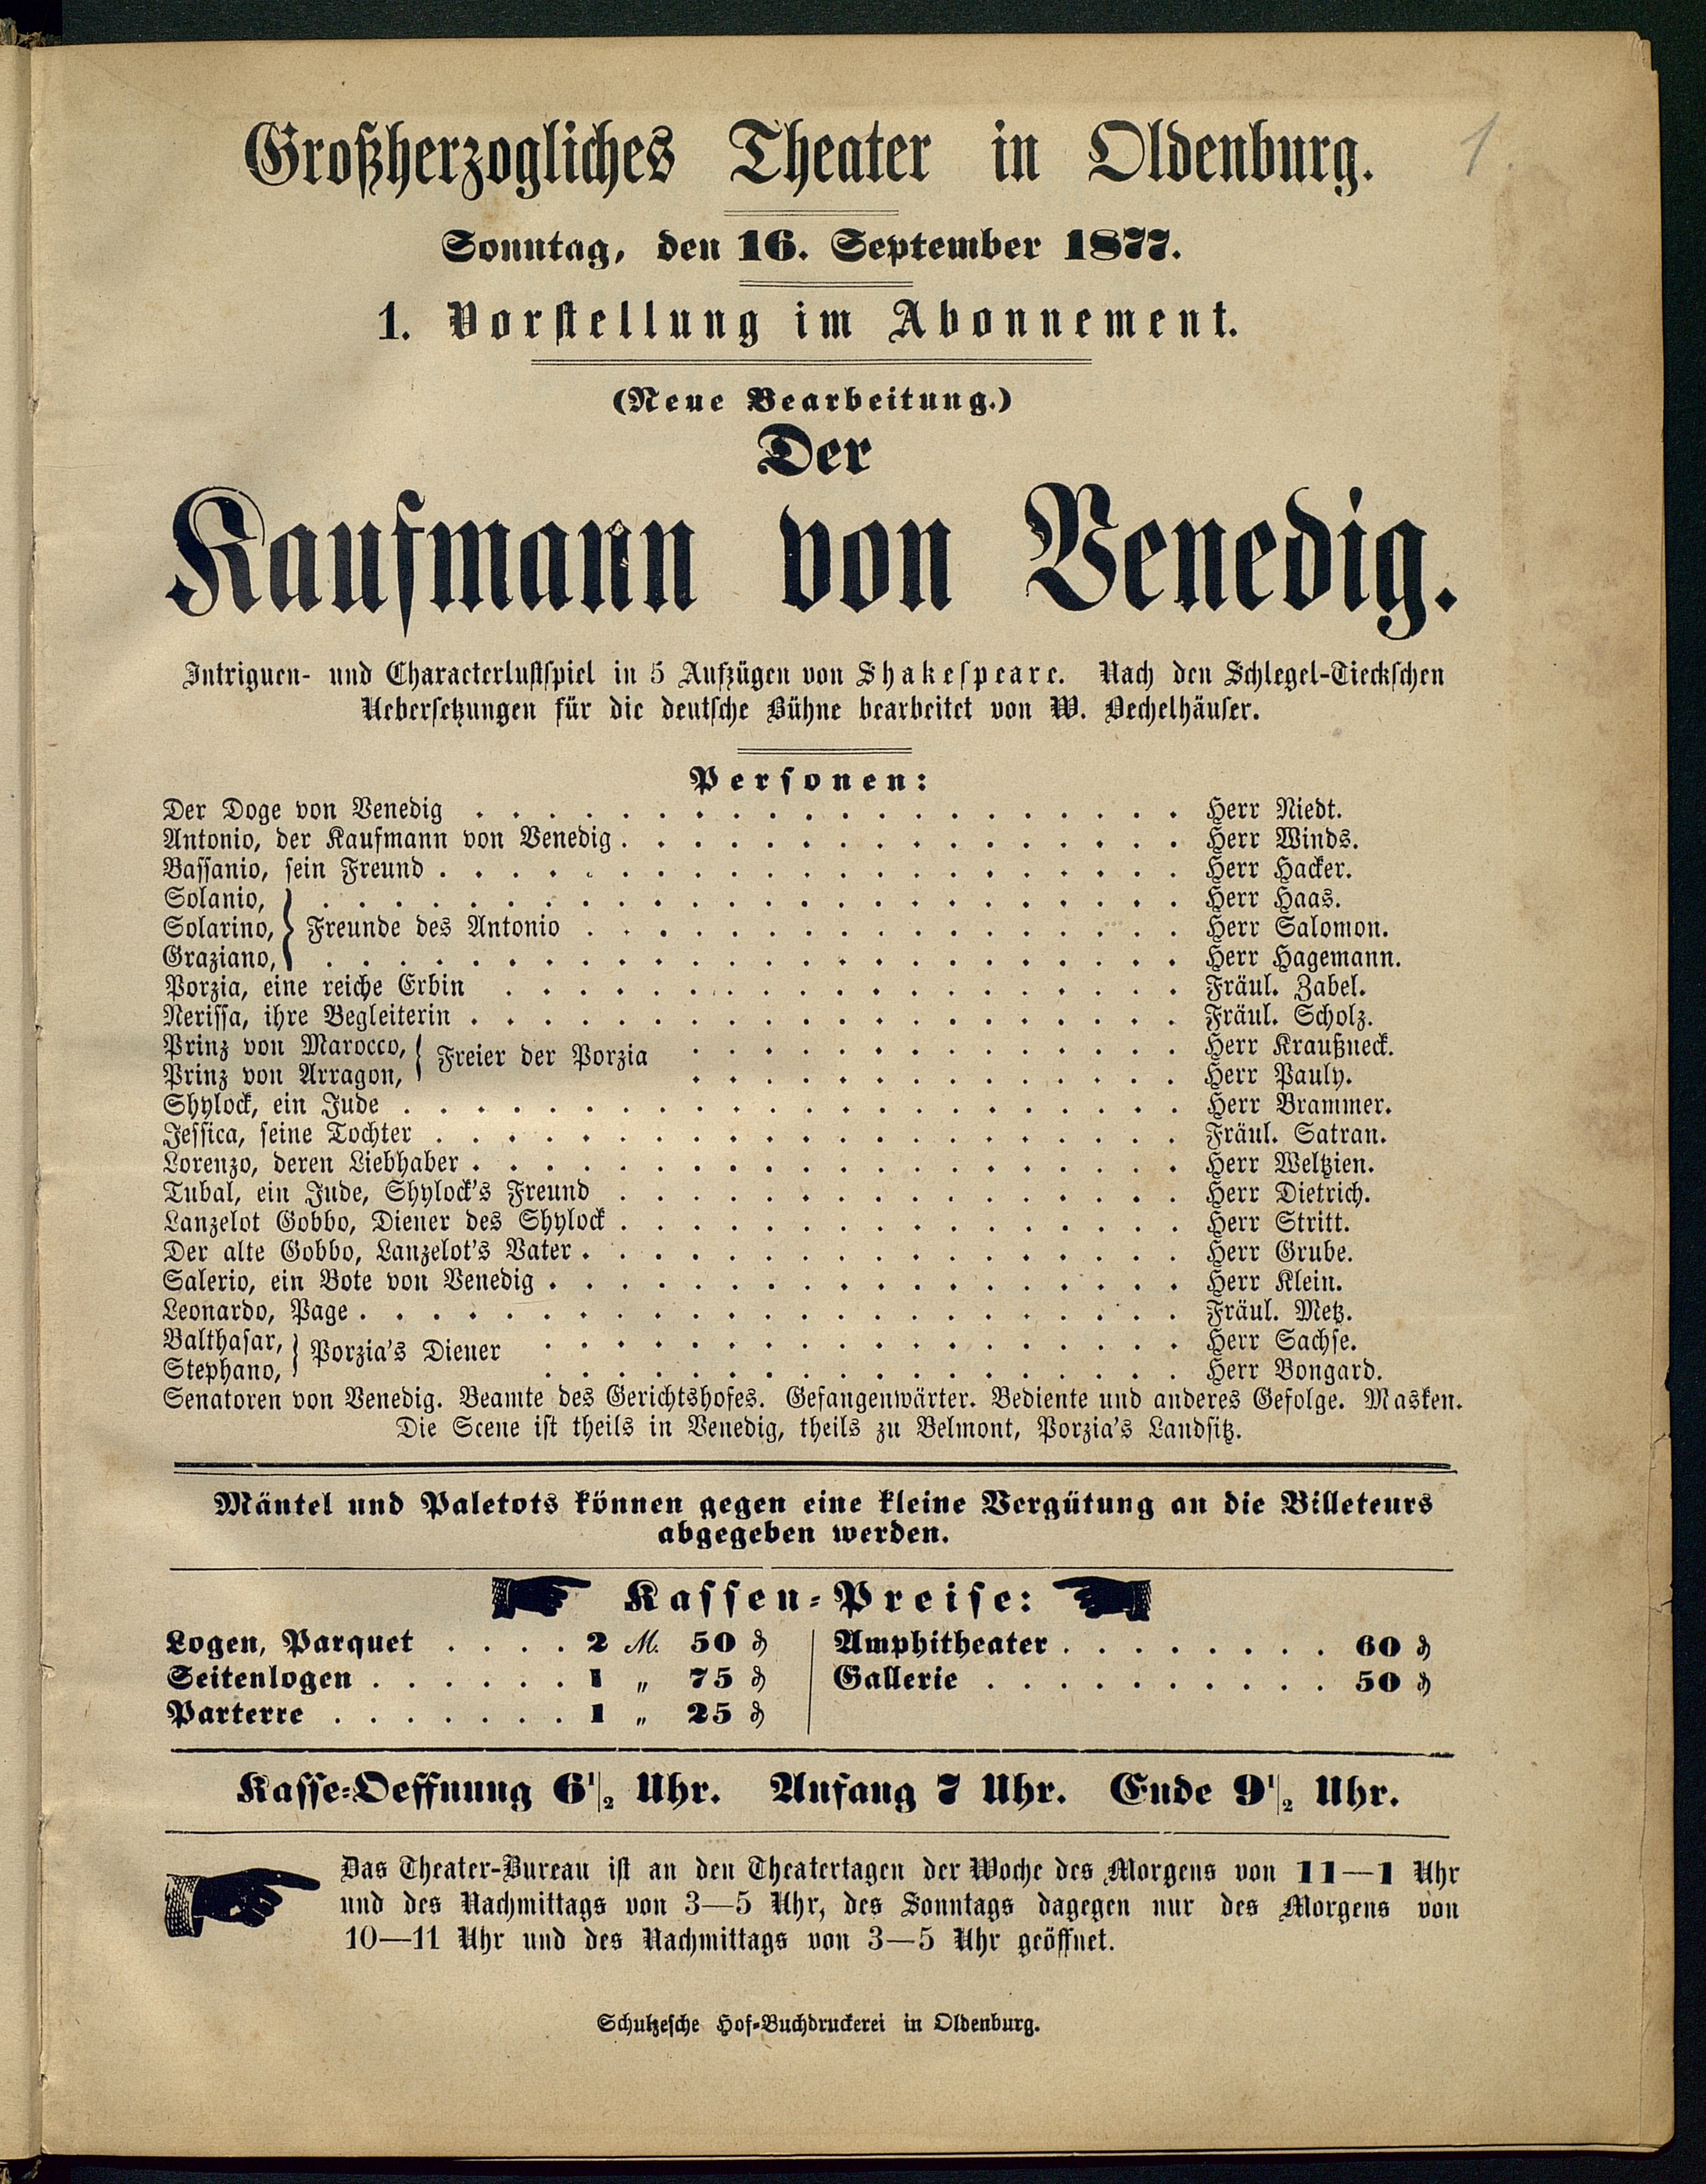 1.
Großherzogliches Theater in Oldenburg.
Sonntag, den 16. September 1877.
1. Vorstellung im Abonnement.
(Neue Bearbeitung.)
Der
Kaufmann von Venedig.
Intriguen- und Characterlustspiel in 5 Aufzügen von Shakespeare. Nach den Schlegel-Tieckschen
Uebersetzungen für die deutsche Bühne bearbeitet von W. Oechelhäuser.
Personen:
Der Doge von Venedig . . . . . Herr Niedt.
Antonio, der Kaufmann von Venedig . . . . . Herr Winds.
Bassanio, sein Freund . . . . . Herr Hacker.
Solanio, . . . . . Herr Haas.
Solarino, } Freunde des Antonio . . . . . Herr Salomon.
Graziano, . . . . . Herr Hagemann.
Porzia, eine reiche Erbin . . . . . Fräul. Zabel.
Nerissa, ihre Begleiterin . . . . . Fräul. Scholz.
Prinz von Marocco, } Freier der Porzia . . . . . Herr Kraußneck.
Prinz von Arragon, . . . . . Herr Pauly.
Shylock, ein Jude . . . . . Herr Brammer.
Jessica, seine Tochter . . . . . Fräul. Satran.
Lorenzo, deren Liebhaber . . . . . Herr Weltzien.
Tubal, ein Jude, Shylock's Freund . . . . . Herr Dietrich.
Lanzelot Gobbo, Diener des Shylock . . . . . Herr Stritt.
Der alte Gobbo, Lanzelot's Vater . . . . . Herr Grube.
Salerio, ein Bote von Venedig . . . . . Herr Klein.
Leonardo, Page . . . . . Fräul. Metz.
Balthasar, } Porzia's Diener . . . . . Herr Sachse.
Stephano, . . . . . Herr Bongard.
Senatoren von Venedig. Beamte des Gerichtshofes. Gefangenwärter. Bediente und anderes Gefolge. Masken.
Die Scene ist theils in Venedig, theils zu Belmont, Porzia's Landsitz.
Mäntel und Paletots können gegen eine kleine Vergütung an die Billeteurs
abgegeben werden.
Kassen-Preise:
Logen, Parquet . . . . 2 M. 50 ₰
Seitenlogen . . . . . . 1 „ 75 ₰
Parterre . . . . . . . 1 „ 25 ₰
Amphitheater . . . . . . . . 60 ₰
Gallerie . . . . . . . . . . 50 ₰
Kasse-Oeffnung 6 1/2 Uhr. Anfang 7 Uhr. Ende 9 1/2 Uhr.
Das Theater-Bureau ist an den Theatertagen der Woche des Morgens von 11—1 Uhr
und des Nachmittags von 3—5 Uhr, des Sonntags dagegen nur des Morgens von
10—11 Uhr und des Nachmittags von 3—5 Uhr geöffnet.
Schulzesche Hof-Buchdruckerei in Oldenburg.